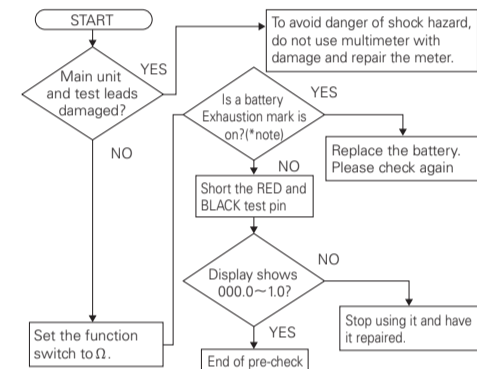 START
To avoid danger of shock hazard,
do not use multimeter with
damage and repair the meter.
YES
Main unit
and test leads
damaged?
NO
Set the function
switch to Ω.
Is a battery
Exhaustion mark is
on?(*note)
YES
Replace the battery.
Please check again
NO
Short the RED and
BLACK test pin
Display shows
000.0~1.0?
NO
Stop using it and have
it repaired.
YES
End of pre-check